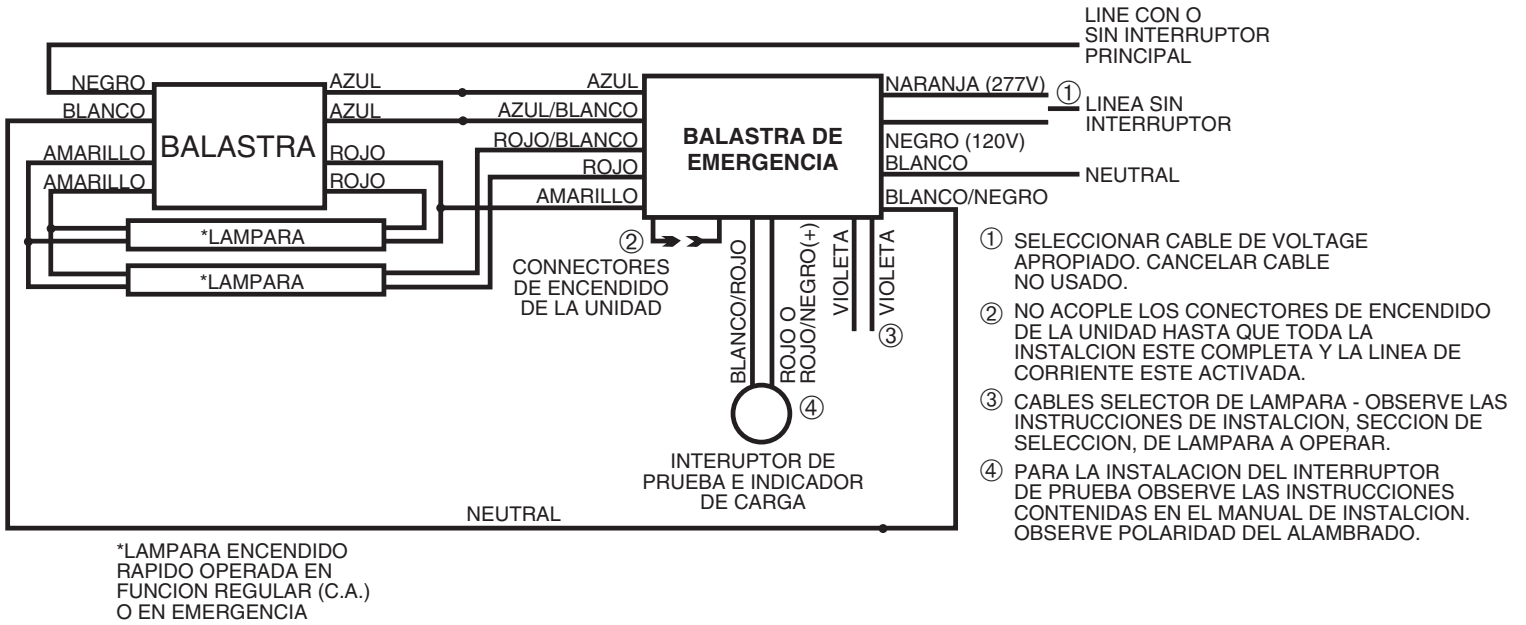 LINE CON O
SIN INTERRUPTOR
PRINCIPAL
NEGRO
BLANCO
AMARILLO
AMARILLO
BALASTRA
AZUL
AZUL
ROJO
ROJO
*LAMPARA
*LAMPARA
AZUL
AZUL/BLANCO
ROJO/BLANCO
ROJO
AMARILLO
BALASTRA DE
EMERGENCIA
NARANJA (277V)
①
LINEA SIN
INTERRUPTOR
NEGRO (120V)
BLANCO
NEUTRAL
BLANCO/NEGRO
②
CONNECTORES
DE ENCENDIDO
DE LA UNIDAD
BLANCO/ROJO
ROJO O
ROJO/NEGRO(+)
VIOLETA
VIOLETA
③
④
INTERUPTOR DE
PRUEBA E INDICADOR
DE CARGA
NEUTRAL
① SELECCIONAR CABLE DE VOLTAGE
APROPIADO. CANCELAR CABLE
NO USADO.
② NO ACOPLE LOS CONECTORES DE ENCENDIDO
DE LA UNIDAD HASTA QUE TODA LA
INSTALCION ESTE COMPLETA Y LA LINEA DE
CORRIENTE ESTE ACTIVADA.
③ CABLES SELECTOR DE LAMPARA - OBSERVE LAS
INSTRUCCIONES DE INSTALCION, SECCION DE
SELECCION, DE LAMPARA A OPERAR.
④ PARA LA INSTALACION DEL INTERRUPTOR
DE PRUEBA OBSERVE LAS INSTRUCCIONES
CONTENIDAS EN EL MANUAL DE INSTALCION.
OBSERVE POLARIDAD DEL ALAMBRADO.
*LAMPARA ENCENDIDO
RAPIDO OPERADA EN
FUNCION REGULAR (C.A.)
O EN EMERGENCIA